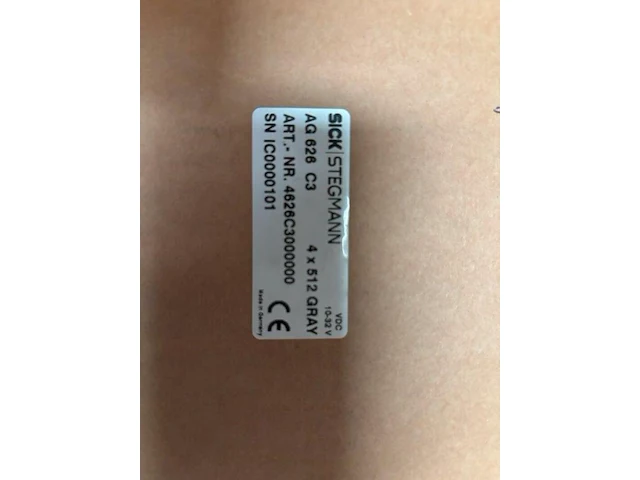 SICK|STEGMANN
VDC
10-32 V
AG 626 C3 4 x 512 GRAY
ART.- NR. 4626C3000000
SN IC0000101
CE
Made in Germany